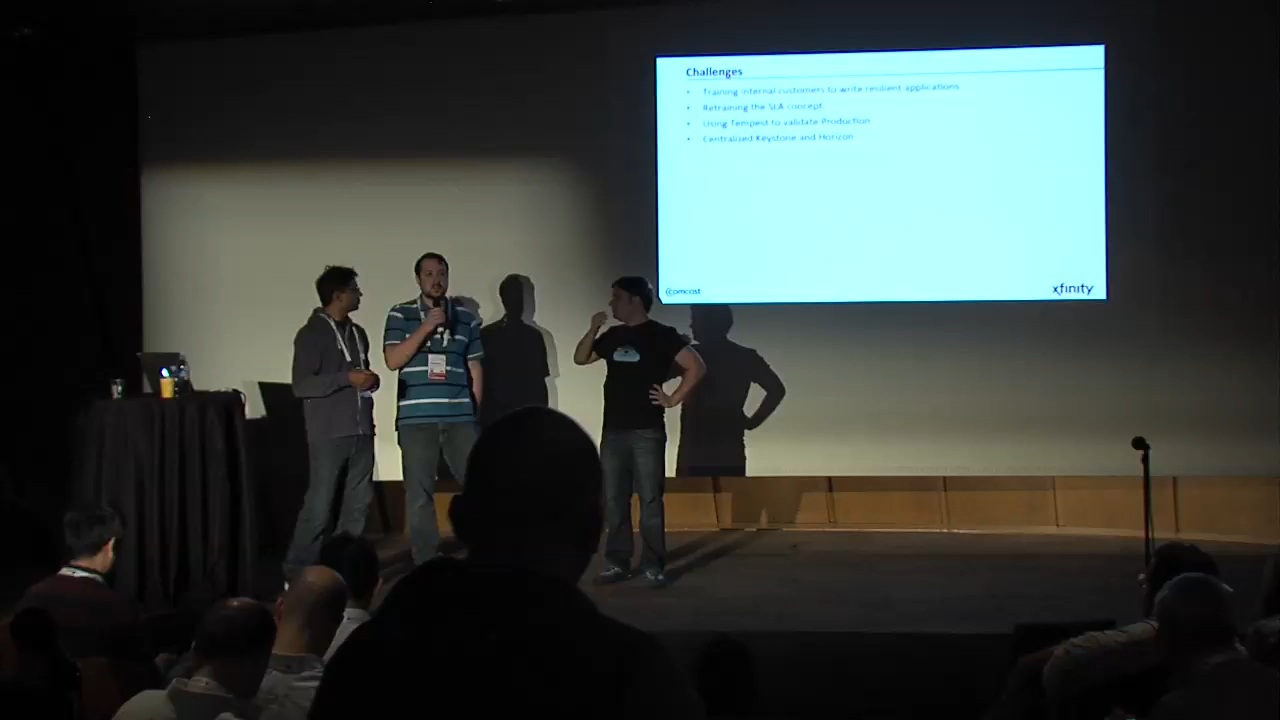 Challenges
• Training internal customers to write resilient applications
• Retraining the SLA concept
• Using Tempest to validate Production
• Centralized Keystone and Horizon
comcast
xfinity